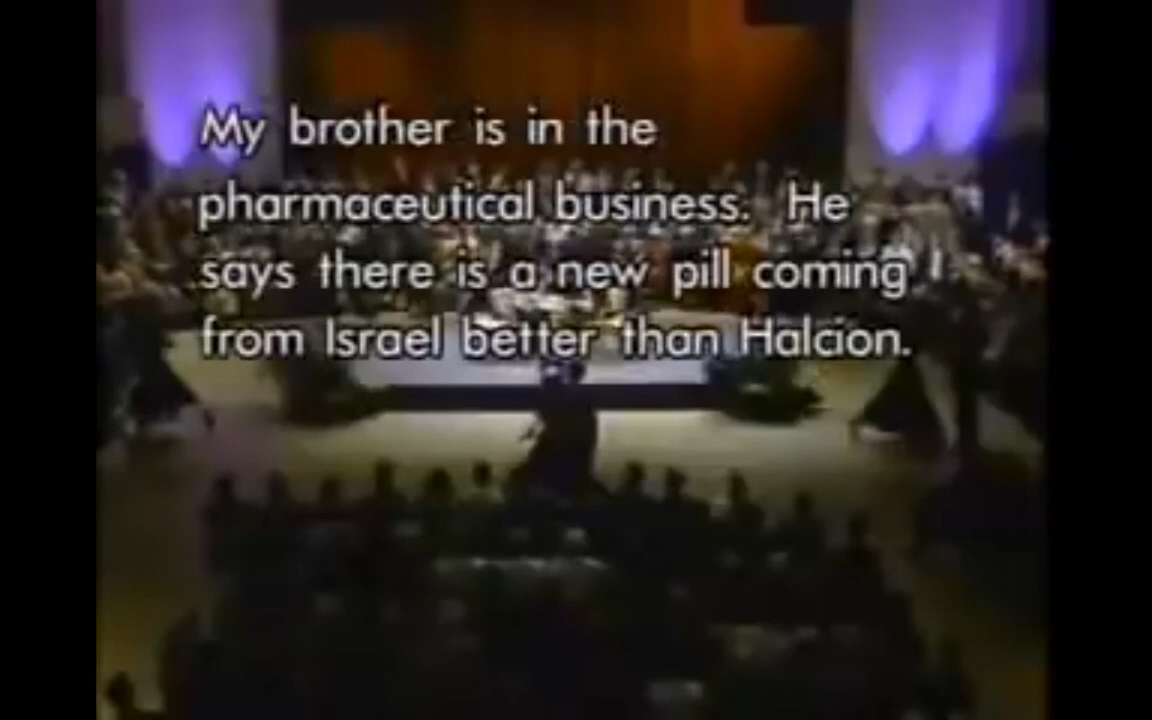 My brother is in the
pharmaceutical business. He
says there is a new pill coming
from Israel better than Halcion.